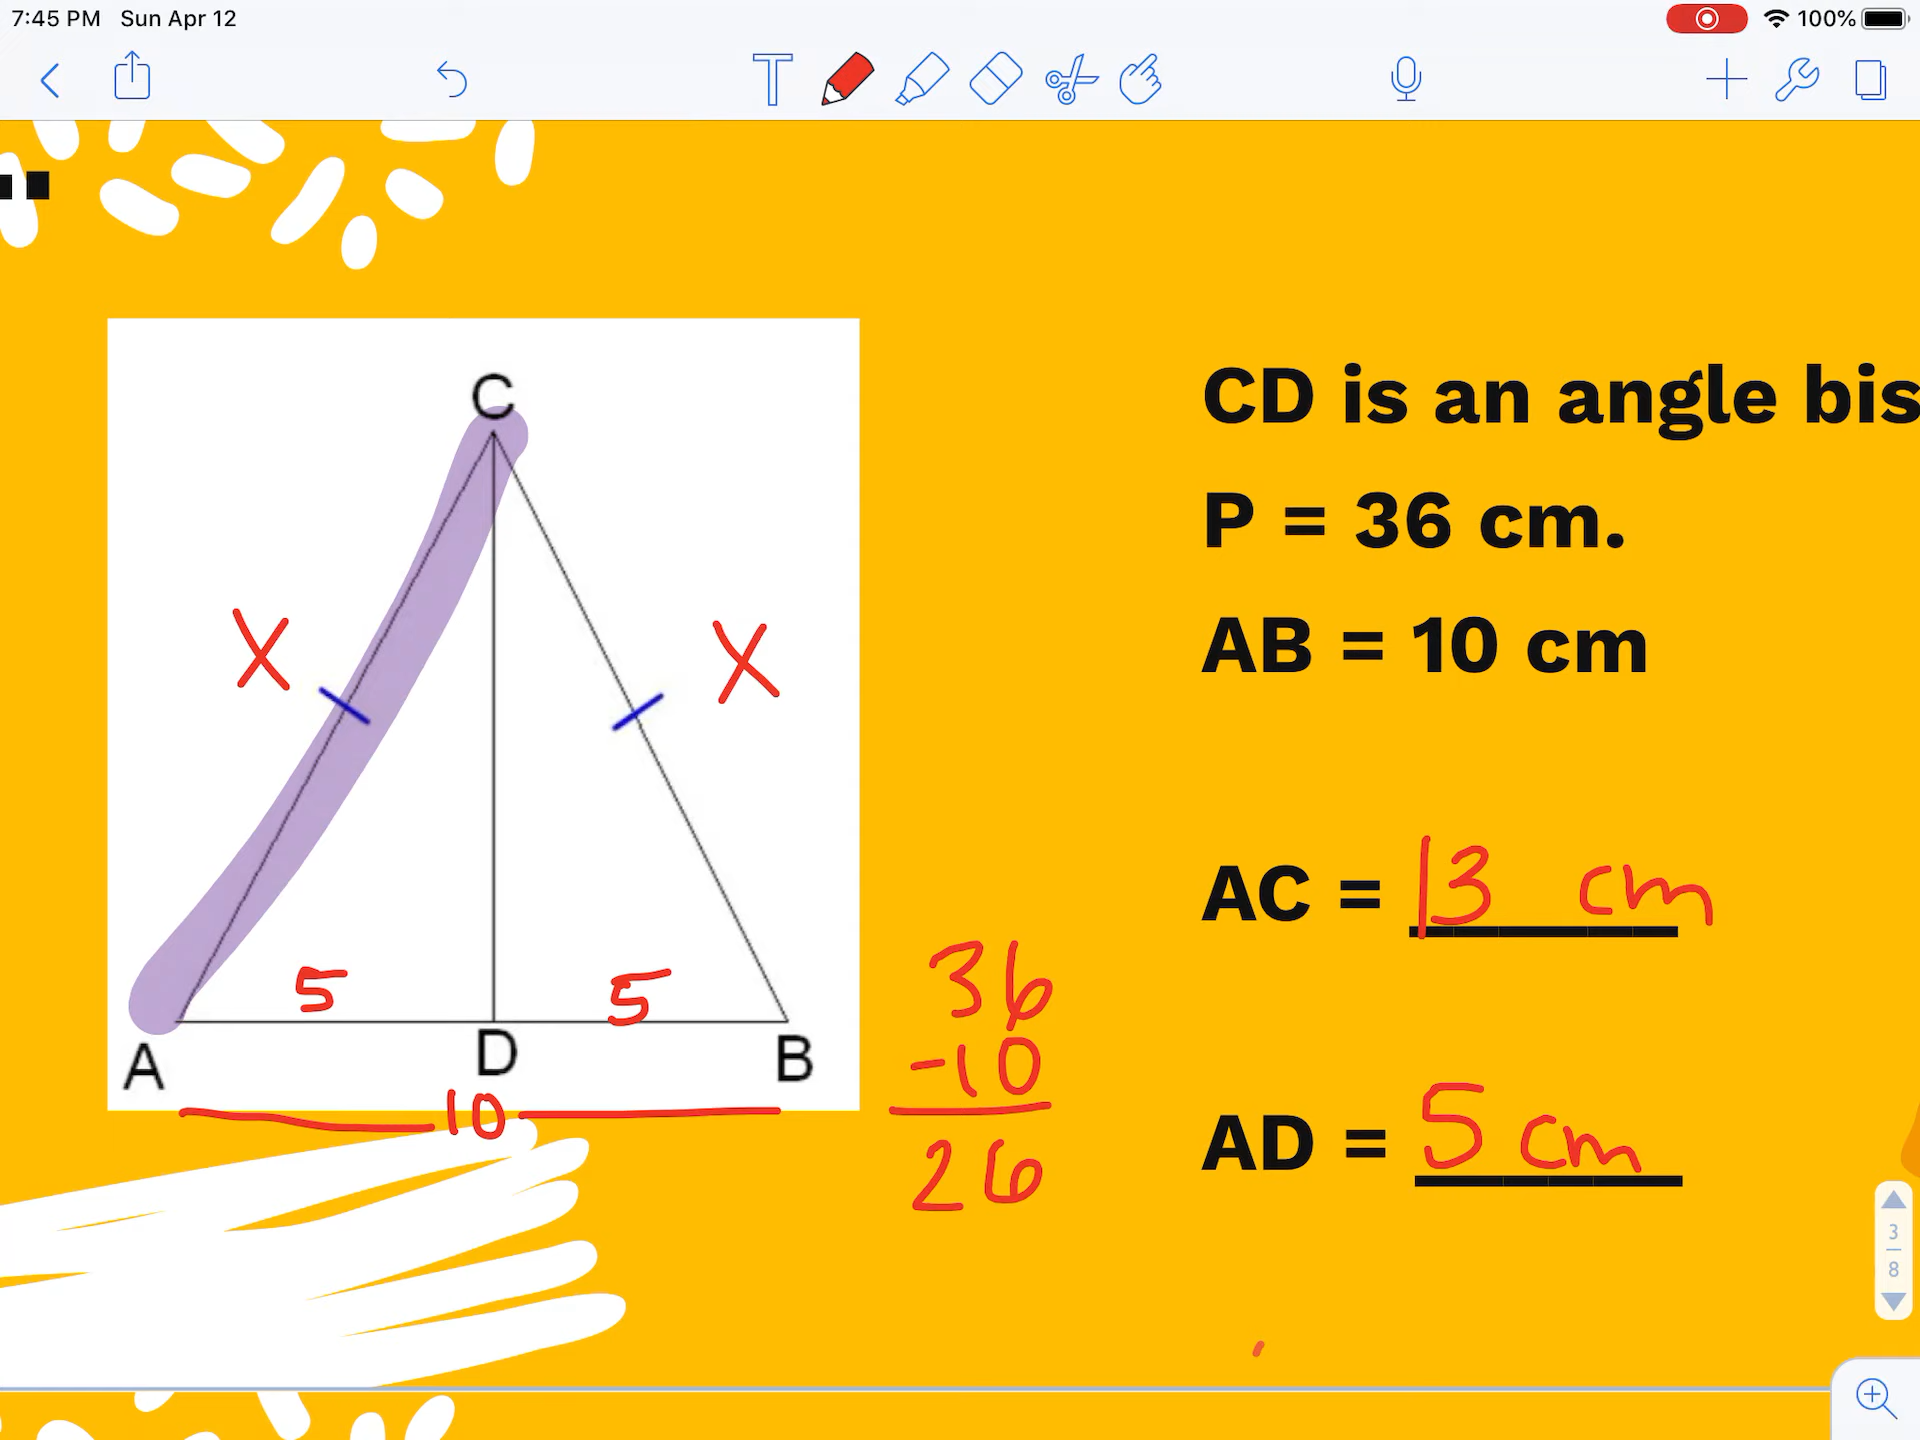 7:45 PM Sun Apr 12
100%
T
C
CD is an angle bis
P = 36 cm.
X
X
AB = 10 cm
AC = 13 cm
5
5
36
A
D
B
-10
10
26
AD = 5 cm
3
8